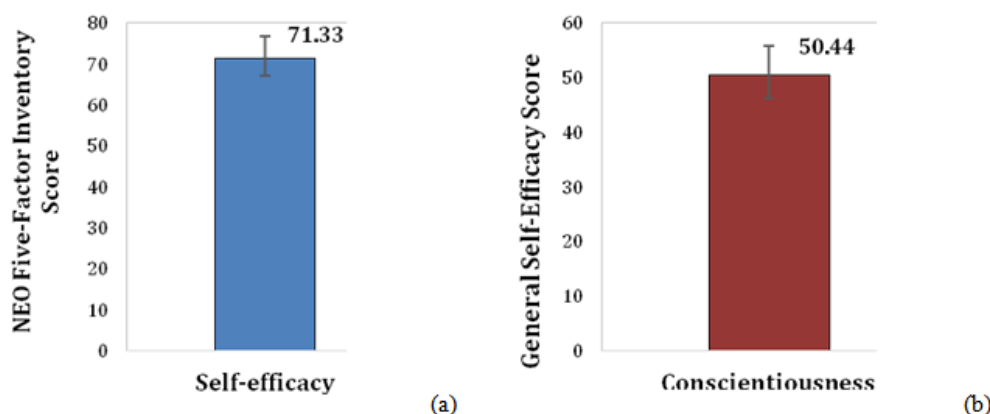 NEO Five-Factor Inventory
Score
80
70
60
50
40
30
20
10
0
71.33
Self-efficacy
(a)
General Self-Efficacy Score
60
50
40
30
20
10
0
50.44
Conscientiousness
(b)